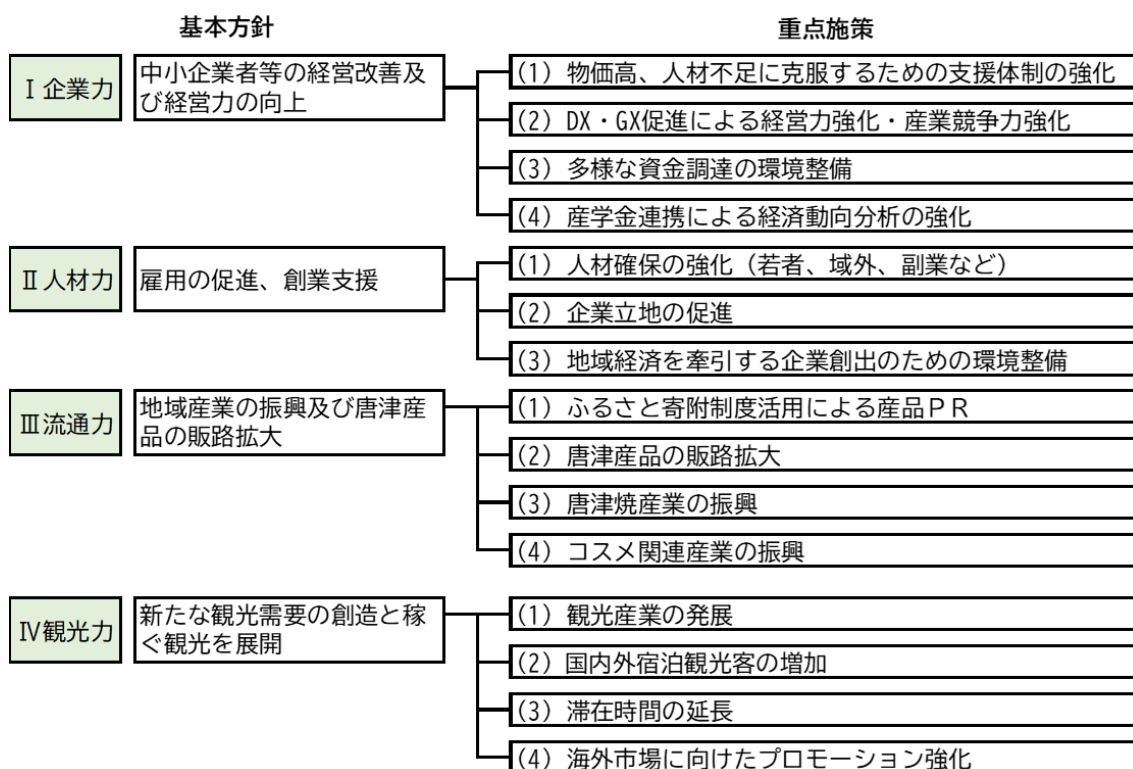 基本方針
重点施策
Ⅰ企業力
中小企業者等の経営改善及
び経営力の向上
(1) 物価高、人材不足に克服するための支援体制の強化
(2) DX・GX促進による経営力強化・産業競争力強化
(3) 多様な資金調達の環境整備
(4) 産学金連携による経済動向分析の強化
Ⅱ人材力
雇用の促進、創業支援
(1) 人材確保の強化（若者、域外、副業など）
(2) 企業立地の促進
(3) 地域経済を牽引する企業創出のための環境整備
Ⅲ流通力
地域産業の振興及び唐津産
品の販路拡大
(1) ふるさと寄附制度活用による産品ＰＲ
(2) 唐津産品の販路拡大
(3) 唐津焼産業の振興
(4) コスメ関連産業の振興
Ⅳ観光力
新たな観光需要の創造と稼
ぐ観光を展開
(1) 観光産業の発展
(2) 国内外宿泊観光客の増加
(3) 滞在時間の延長
(4) 海外市場に向けたプロモーション強化